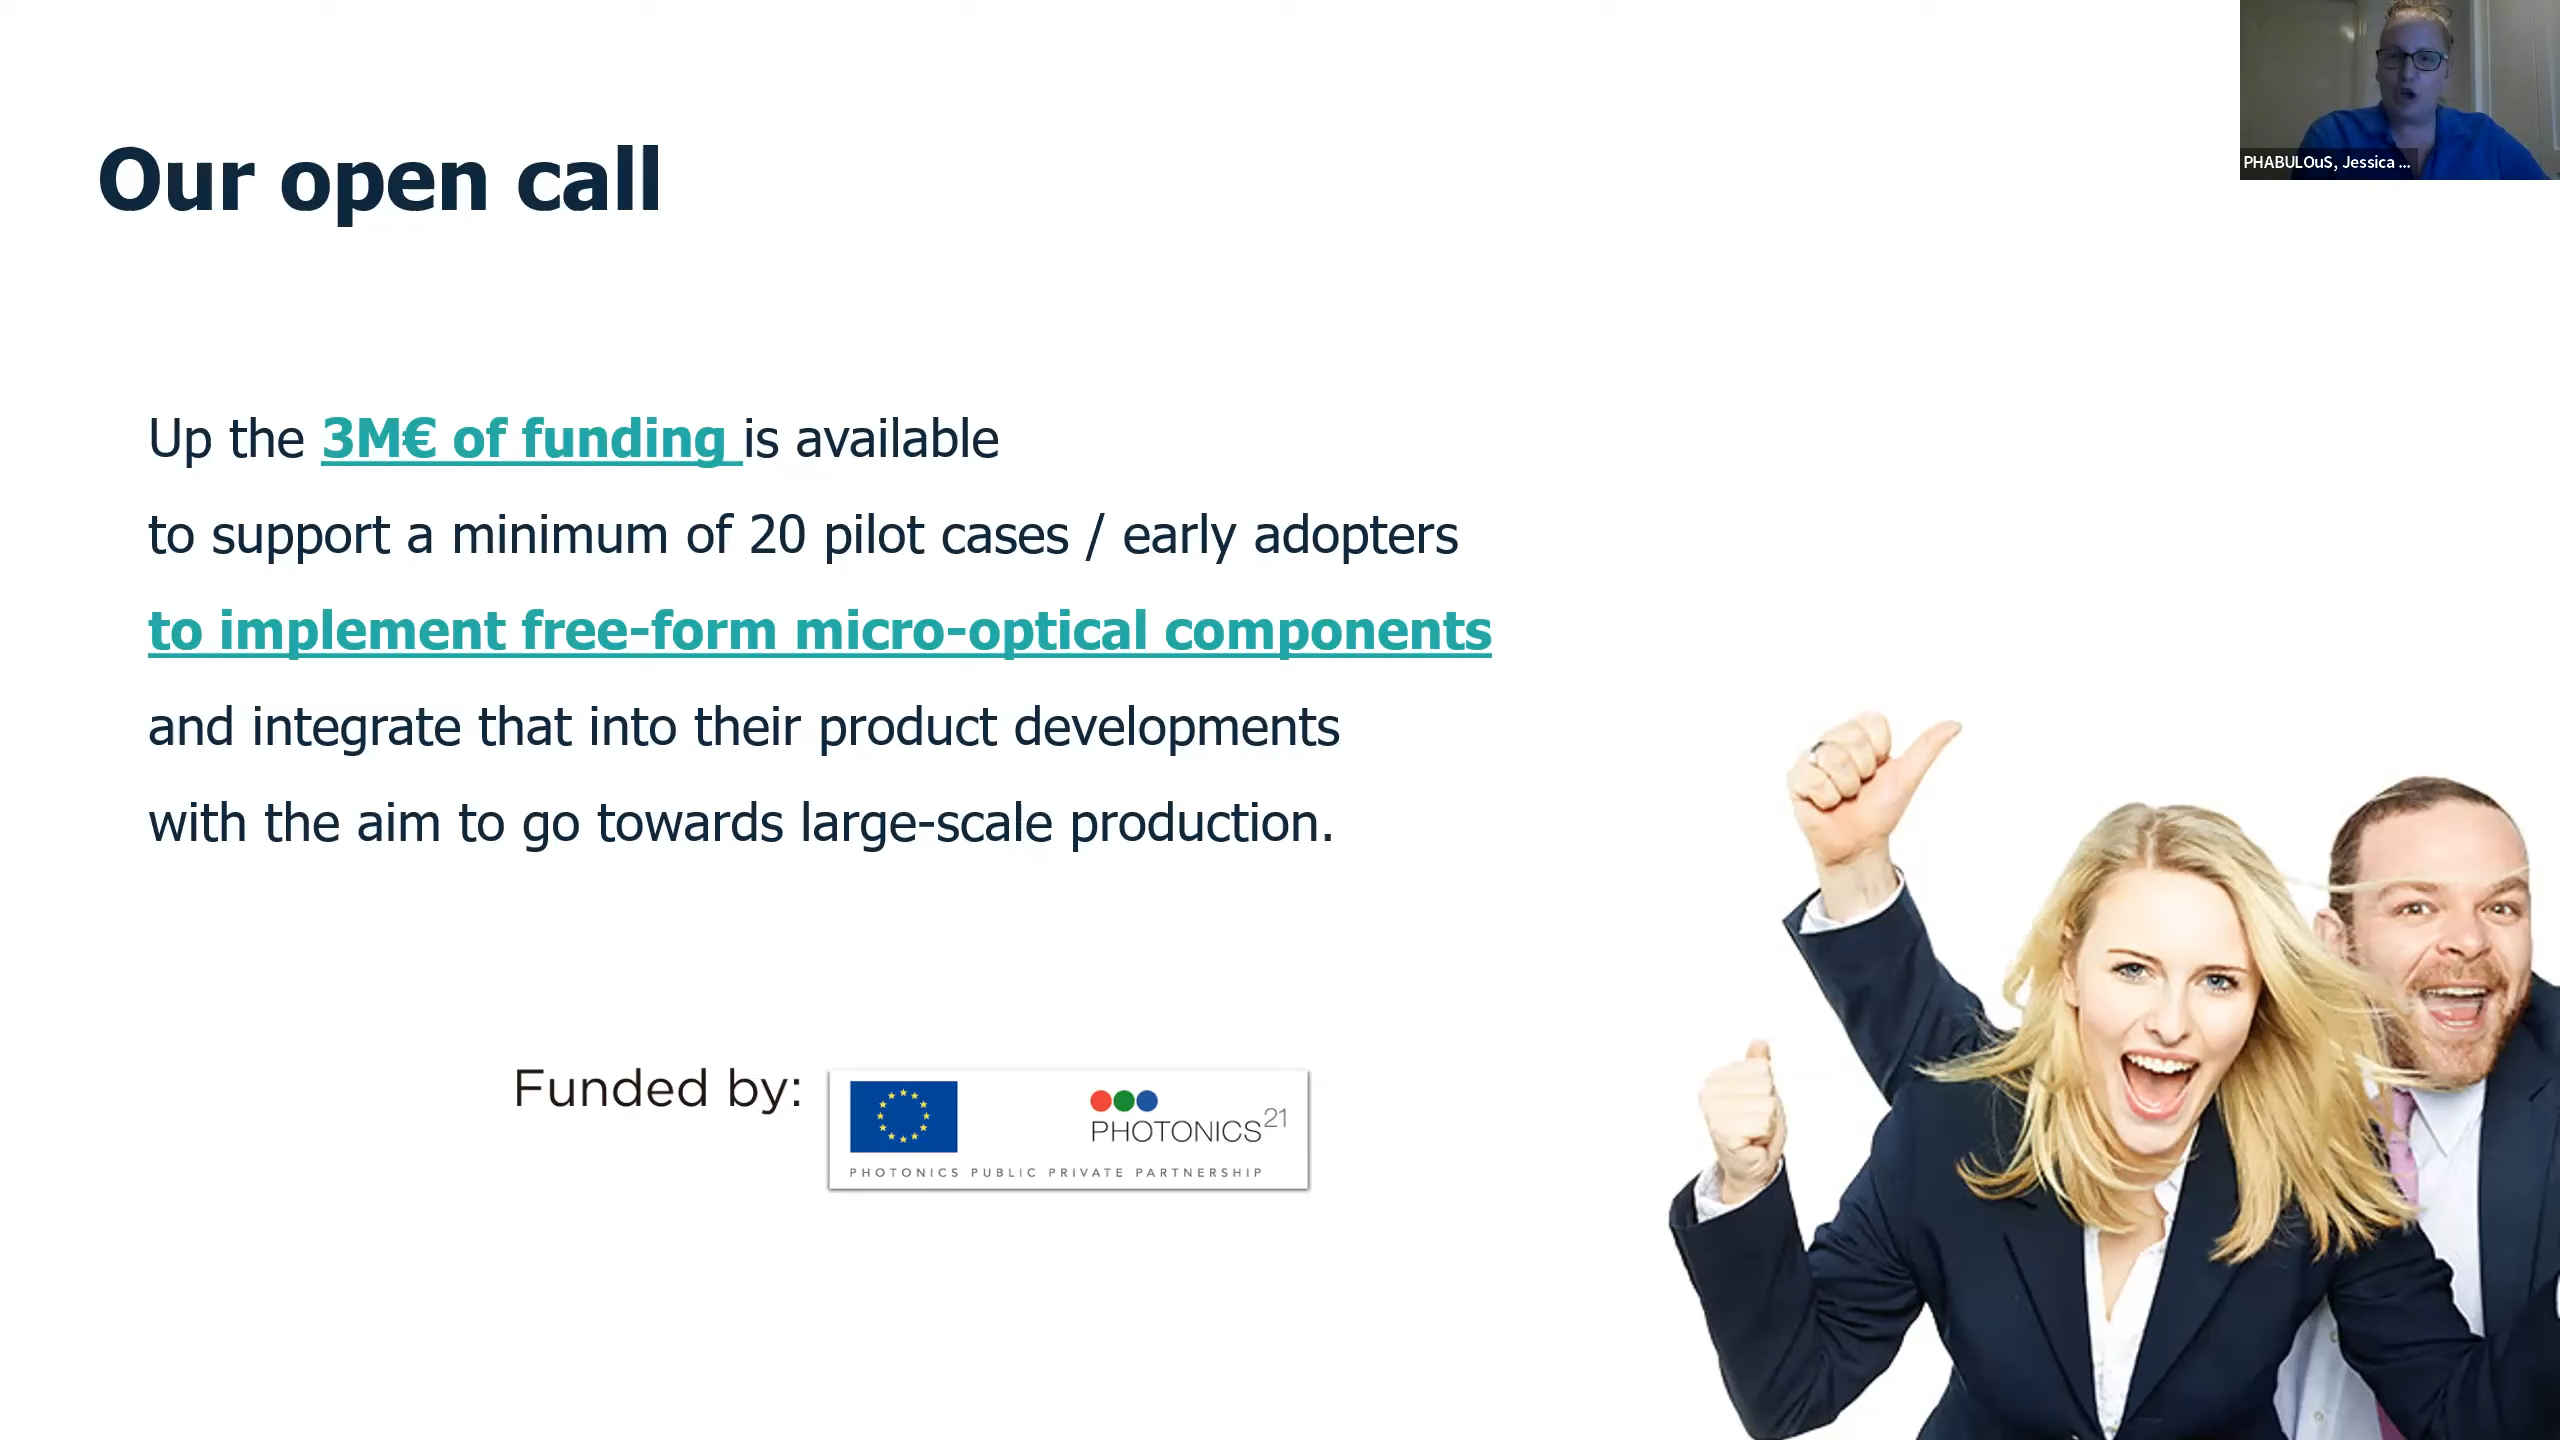 PHABULOuS, Jessica ...
Our open call
Up the 3M€ of funding is available
to support a minimum of 20 pilot cases / early adopters
to implement free-form micro-optical components
and integrate that into their product developments
with the aim to go towards large-scale production.
Funded by:
PHOTONICS21
PHOTONICS PUBLIC PRIVATE PARTNERSHIP